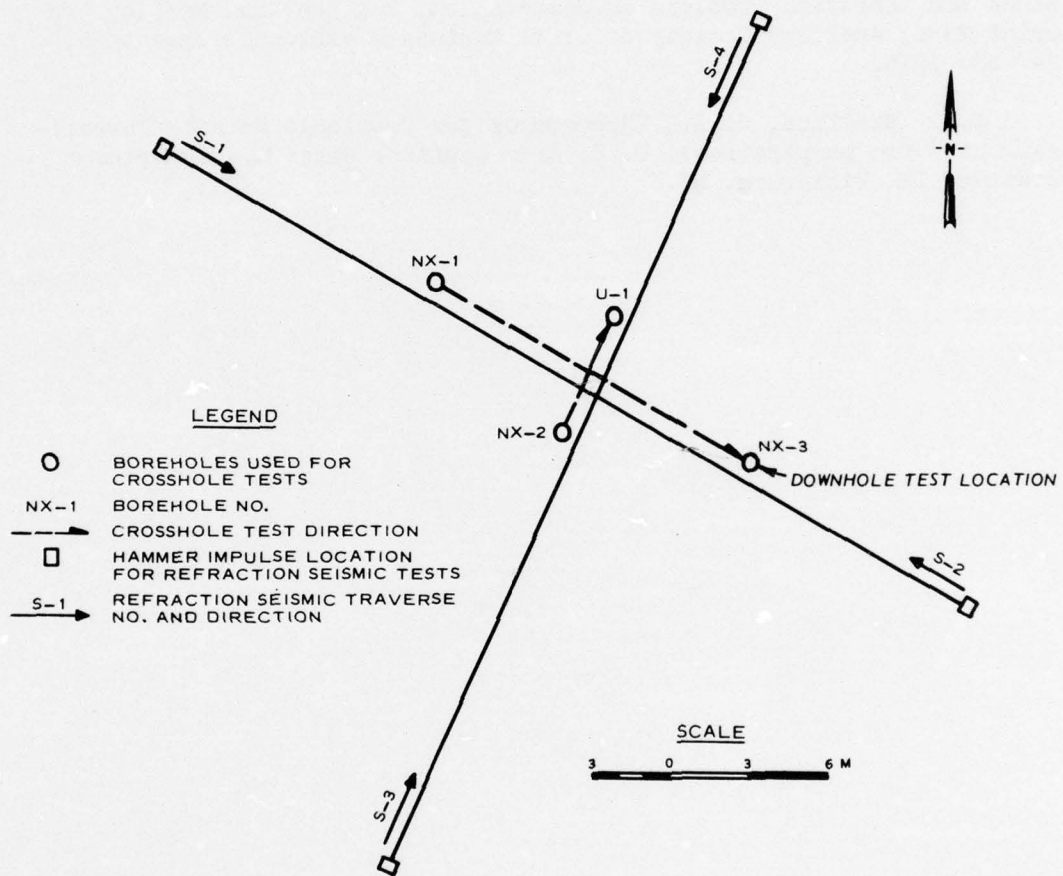 S-4
S-1
N
NX-1
U-1
NX-2
NX-3
DOWNHOLE TEST LOCATION
S-2
LEGEND
BOREHOLES USED FOR
CROSSHOLE TESTS
NX-1 BOREHOLE NO.
CROSSHOLE TEST DIRECTION
HAMMER IMPULSE LOCATION
FOR REFRACTION SEISMIC TESTS
S-1 REFRACTION SEISMIC TRAVERSE
NO. AND DIRECTION
SCALE
3 0 3 6 M
S-3